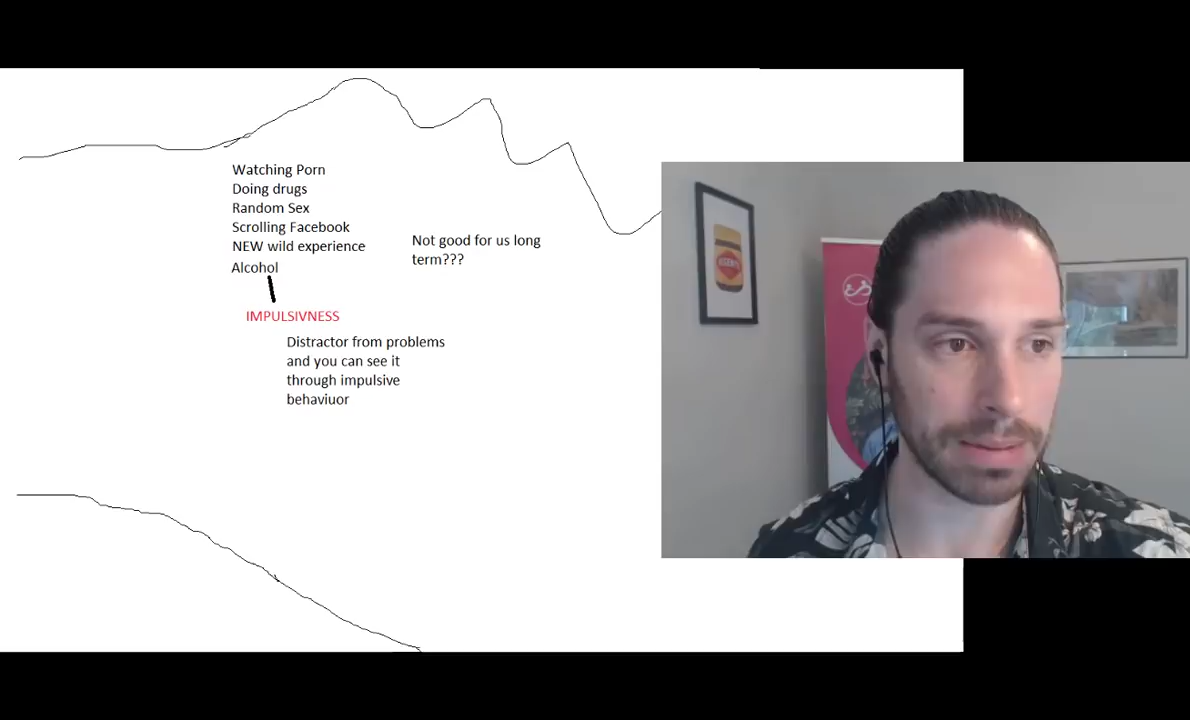 Watching Porn
Doing drugs
Random Sex
Scrolling Facebook
NEW wild experience
Alcohol
Not good for us long
term???
IMPULSIVNESS
Distractor from problems
and you can see it
through impulsive
behaviuor